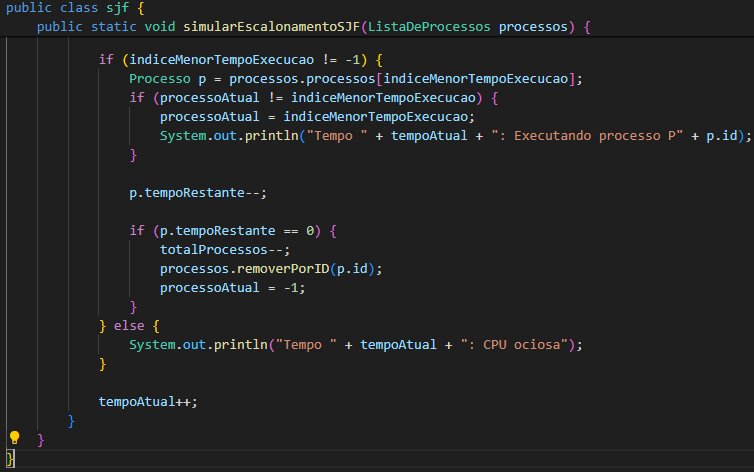 public class sjf {
    public static void simularEscalonamentoSJF(ListaDeProcessos processos) {
            if (indiceMenorTempoExecucao != -1) {
                Processo p = processos.processos[indiceMenorTempoExecucao];
                if (processoAtual != indiceMenorTempoExecucao) {
                    processoAtual = indiceMenorTempoExecucao;
                    System.out.println("Tempo " + tempoAtual + ": Executando processo P" + p.id);
                }

                p.tempoRestante--;

                if (p.tempoRestante == 0) {
                    totalProcessos--;
                    processos.removerPorID(p.id);
                    processoAtual = -1;
                }
            } else {
                System.out.println("Tempo " + tempoAtual + ": CPU ociosa");
            }

            tempoAtual++;
        }
    }
}